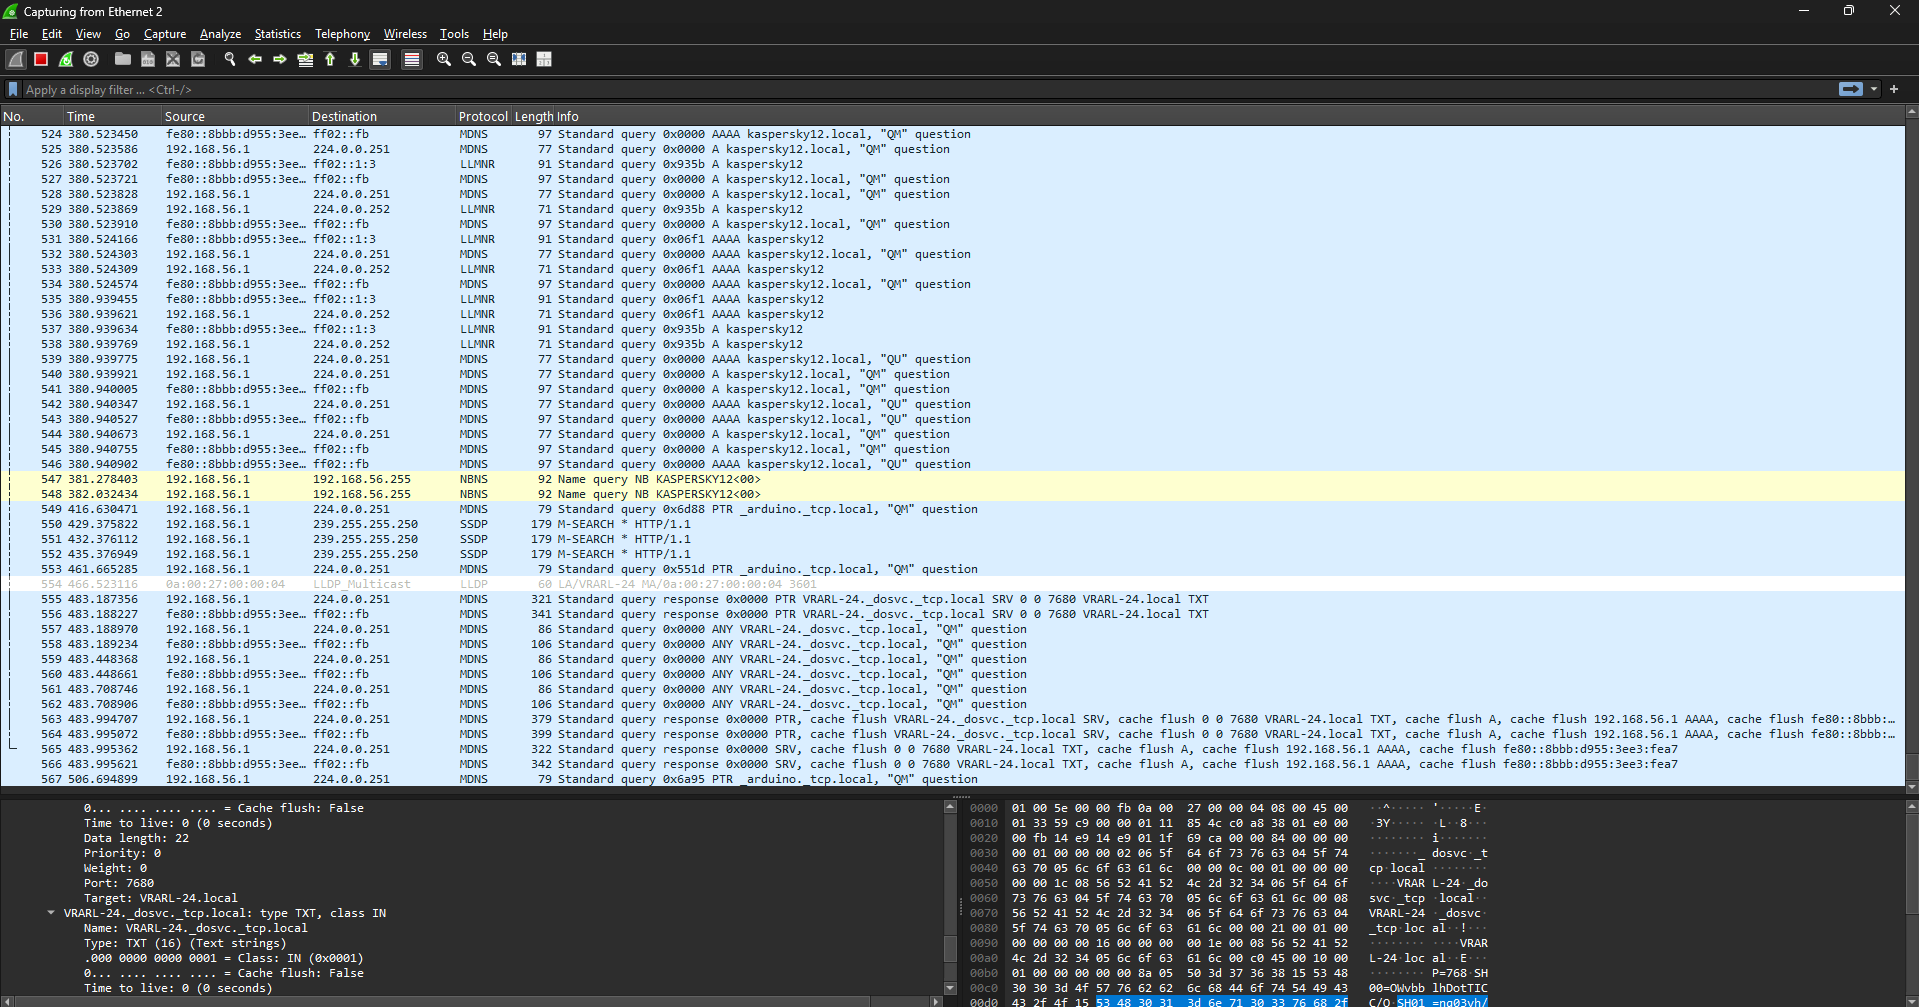 Capturing from Ethernet 2
File Edit View Go Capture Analyze Statistics Telephony Wireless Tools Help
Apply a display filter ... <Ctrl-/>
No. Time Source Destination Protocol Length Info
524 380.523450 fe80::8bbb:d955:3ee… ff02::fb MDNS 97 Standard query 0x0000 AAAA kaspersky12.local, "QM" question
525 380.523586 192.168.56.1 224.0.0.251 MDNS 77 Standard query 0x0000 A kaspersky12.local, "QM" question
526 380.523702 fe80::8bbb:d955:3ee… ff02::1:3 LLMNR 91 Standard query 0x935b A kaspersky12
527 380.523721 fe80::8bbb:d955:3ee… ff02::fb MDNS 97 Standard query 0x0000 A kaspersky12.local, "QM" question
528 380.523828 192.168.56.1 224.0.0.251 MDNS 77 Standard query 0x0000 A kaspersky12.local, "QM" question
529 380.523869 192.168.56.1 224.0.0.252 LLMNR 71 Standard query 0x935b A kaspersky12
530 380.523910 fe80::8bbb:d955:3ee… ff02::fb MDNS 97 Standard query 0x0000 A kaspersky12.local, "QM" question
531 380.524166 fe80::8bbb:d955:3ee… ff02::1:3 LLMNR 91 Standard query 0x06f1 AAAA kaspersky12
532 380.524303 192.168.56.1 224.0.0.251 MDNS 77 Standard query 0x0000 AAAA kaspersky12.local, "QM" question
533 380.524309 192.168.56.1 224.0.0.252 LLMNR 71 Standard query 0x06f1 AAAA kaspersky12
534 380.524574 fe80::8bbb:d955:3ee… ff02::fb MDNS 97 Standard query 0x0000 AAAA kaspersky12.local, "QM" question
535 380.939455 fe80::8bbb:d955:3ee… ff02::1:3 LLMNR 91 Standard query 0x06f1 AAAA kaspersky12
536 380.939621 192.168.56.1 224.0.0.252 LLMNR 71 Standard query 0x06f1 AAAA kaspersky12
537 380.939634 fe80::8bbb:d955:3ee… ff02::1:3 LLMNR 91 Standard query 0x935b A kaspersky12
538 380.939769 192.168.56.1 224.0.0.252 LLMNR 71 Standard query 0x935b A kaspersky12
539 380.939775 192.168.56.1 224.0.0.251 MDNS 77 Standard query 0x0000 AAAA kaspersky12.local, "QU" question
540 380.939921 192.168.56.1 224.0.0.251 MDNS 77 Standard query 0x0000 A kaspersky12.local, "QM" question
541 380.940005 fe80::8bbb:d955:3ee… ff02::fb MDNS 97 Standard query 0x0000 A kaspersky12.local, "QM" question
542 380.940347 192.168.56.1 224.0.0.251 MDNS 77 Standard query 0x0000 A kaspersky12.local, "QU" question
543 380.940527 fe80::8bbb:d955:3ee… ff02::fb MDNS 97 Standard query 0x0000 A kaspersky12.local, "QU" question
544 380.940673 192.168.56.1 224.0.0.251 MDNS 77 Standard query 0x0000 A kaspersky12.local, "QM" question
545 380.940755 fe80::8bbb:d955:3ee… ff02::fb MDNS 97 Standard query 0x0000 A kaspersky12.local, "QM" question
546 380.940902 fe80::8bbb:d955:3ee… ff02::fb MDNS 97 Standard query 0x0000 AAAA kaspersky12.local, "QU" question
547 381.278403 192.168.56.1 192.168.56.255 NBNS 92 Name query NB KASPERSKY12<00>
548 382.032434 192.168.56.1 192.168.56.255 NBNS 92 Name query NB KASPERSKY12<00>
549 416.630471 192.168.56.1 224.0.0.251 MDNS 79 Standard query 0x6d88 PTR _arduino._tcp.local, "QM" question
550 429.375822 192.168.56.1 239.255.255.250 SSDP 179 M-SEARCH * HTTP/1.1
551 432.376112 192.168.56.1 239.255.255.250 SSDP 179 M-SEARCH * HTTP/1.1
552 435.376949 192.168.56.1 239.255.255.250 SSDP 179 M-SEARCH * HTTP/1.1
553 461.665285 192.168.56.1 224.0.0.251 MDNS 79 Standard query 0x551d PTR _arduino._tcp.local, "QM" question
554 466.523116 0a:00:27:00:00:04 LLDP_Multicast LLDP 60 LA/VRARL-24 MA/0a:00:27:00:00:04 3601
555 483.187356 192.168.56.1 224.0.0.251 MDNS 321 Standard query response 0x0000 PTR VRARL-24._dosvc._tcp.local SRV 0 0 7680 VRARL-24.local TXT
556 483.188227 fe80::8bbb:d955:3ee… ff02::fb MDNS 341 Standard query response 0x0000 PTR VRARL-24._dosvc._tcp.local SRV 0 0 7680 VRARL-24.local TXT
557 483.188970 192.168.56.1 224.0.0.251 MDNS 86 Standard query 0x0000 ANY VRARL-24._dosvc._tcp.local, "QM" question
558 483.189234 fe80::8bbb:d955:3ee… ff02::fb MDNS 106 Standard query 0x0000 ANY VRARL-24._dosvc._tcp.local, "QM" question
559 483.448368 192.168.56.1 224.0.0.251 MDNS 86 Standard query 0x0000 ANY VRARL-24._dosvc._tcp.local, "QM" question
560 483.448661 fe80::8bbb:d955:3ee… ff02::fb MDNS 106 Standard query 0x0000 ANY VRARL-24._dosvc._tcp.local, "QM" question
561 483.708746 192.168.56.1 224.0.0.251 MDNS 86 Standard query 0x0000 ANY VRARL-24._dosvc._tcp.local, "QM" question
562 483.708906 fe80::8bbb:d955:3ee… ff02::fb MDNS 106 Standard query 0x0000 ANY VRARL-24._dosvc._tcp.local, "QM" question
563 483.994707 192.168.56.1 224.0.0.251 MDNS 379 Standard query response 0x0000 PTR, cache flush VRARL-24._dosvc._tcp.local SRV, cache flush 0 0 7680 VRARL-24.local TXT, cache flush A, cache flush 192.168.56.1 AAAA, cache flush fe80::8bbb:…
564 483.995072 fe80::8bbb:d955:3ee… ff02::fb MDNS 399 Standard query response 0x0000 PTR, cache flush VRARL-24._dosvc._tcp.local SRV, cache flush 0 0 7680 VRARL-24.local TXT, cache flush A, cache flush 192.168.56.1 AAAA, cache flush fe80::8bbb:…
565 483.995362 192.168.56.1 224.0.0.251 MDNS 322 Standard query response 0x0000 SRV, cache flush 0 0 7680 VRARL-24.local TXT, cache flush A, cache flush 192.168.56.1 AAAA, cache flush fe80::8bbb:d955:3ee3:fea7
566 483.995621 fe80::8bbb:d955:3ee… ff02::fb MDNS 342 Standard query response 0x0000 SRV, cache flush 0 0 7680 VRARL-24.local TXT, cache flush A, cache flush 192.168.56.1 AAAA, cache flush fe80::8bbb:d955:3ee3:fea7
567 506.694899 192.168.56.1 224.0.0.251 MDNS 79 Standard query 0x6a95 PTR _arduino._tcp.local, "QM" question
0... .... .... .... = Cache flush: False
Time to live: 0 (0 seconds)
Data length: 22
Priority: 0
Weight: 0
Port: 7680
Target: VRARL-24.local
VRARL-24._dosvc._tcp.local: type TXT, class IN
Name: VRARL-24._dosvc._tcp.local
Type: TXT (16) (Text strings)
.000 0000 0000 0001 = Class: IN (0x0001)
0... .... .... .... = Cache flush: False
Time to live: 0 (0 seconds)
0000 01 00 5e 00 00 fb 0a 00 27 00 00 04 08 00 45 00 ··^····· '·····E·
0010 01 33 59 c9 00 00 01 11 85 4c c0 a8 38 01 e0 00 ·3Y····· ·L··8···
0020 00 fb 14 e9 14 e9 01 1f 69 ca 00 00 84 00 00 00 ········ i·······
0030 00 01 00 00 00 02 06 5f 64 6f 73 76 63 04 5f 74 ·······_ dosvc·_t
0040 63 70 05 6c 6f 63 61 6c 00 00 0c 00 01 00 00 00 cp·local ········
0050 00 00 1c 08 56 52 41 52 4c 2d 32 34 06 5f 64 6f ····VRAR L-24·_do
0060 73 76 63 04 5f 74 63 70 05 6c 6f 63 61 6c 00 08 svc·_tcp ·local··
0070 56 52 41 52 4c 2d 32 34 06 5f 64 6f 73 76 63 04 VRARL-24 ·_dosvc·
0080 5f 74 63 70 05 6c 6f 63 61 6c 00 00 21 00 01 00 _tcp·loc al··!···
0090 00 00 00 00 16 00 00 00 00 1e 00 08 56 52 41 52 ········ ····VRAR
00a0 4c 2d 32 34 05 6c 6f 63 61 6c 00 c0 45 00 10 00 L-24·loc al··E···
00b0 01 00 00 00 00 00 8a 05 50 3d 37 36 38 15 53 48 ········ P=768·SH
00c0 30 30 3d 4f 57 76 62 62 6c 68 44 6f 74 54 49 43 00=OWvbb lhDotTIC
00d0 43 2f 4f 15 53 48 30 31 3d 6e 71 30 33 76 68 2f C/O·SH01 =nq03vh/